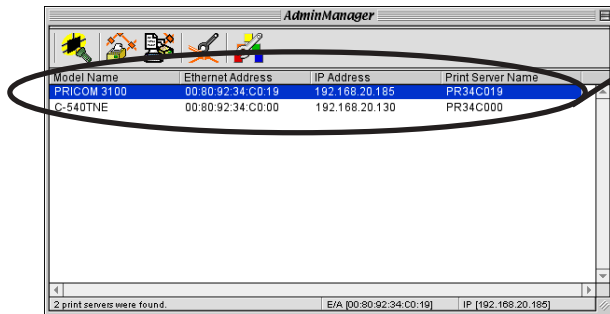 AdminManager
Model Name Ethernet Address IP Address Print Server Name
PRICOM 3100 00:80:92:34:C0:19 192.168.20.185 PR34C019
C-540TNE 00:80:92:34:C0:00 192.168.20.130 PR34C000
2 print servers were found. E/A [00:80:92:34:C0:19] IP [192.168.20.185]